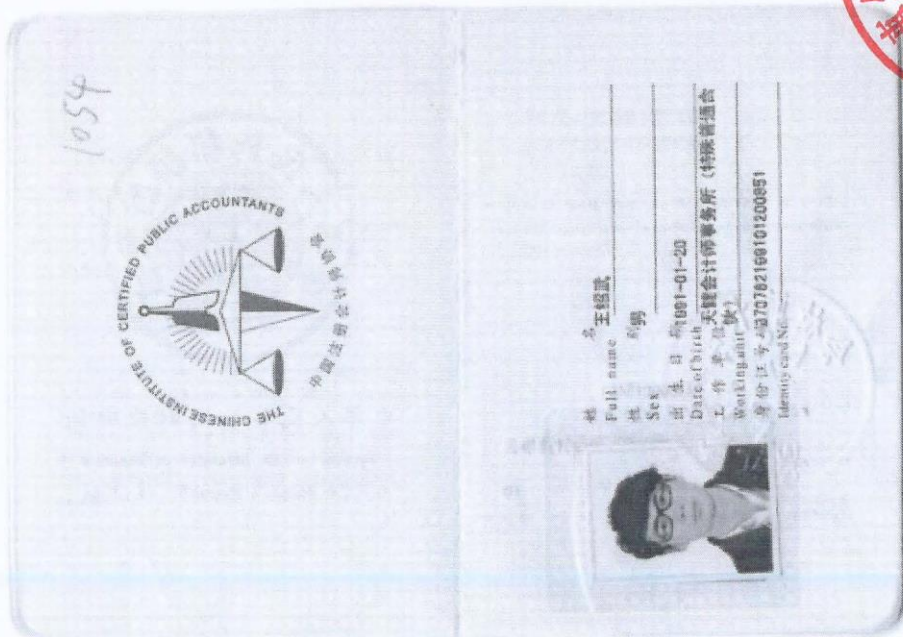 1054
THE CHINESE INSTITUTE OF CERTIFIED PUBLIC ACCOUNTANTS
中国注册会计师协会
姓 名 王铭武
Full name
性 别 男
Sex
出 生 日 期 1991-01-20
Date of birth
工 作 单 位 天健会计师事务所（特殊普通合
伙）
Working unit
身份证号码 370782199101200851
Identity card No.